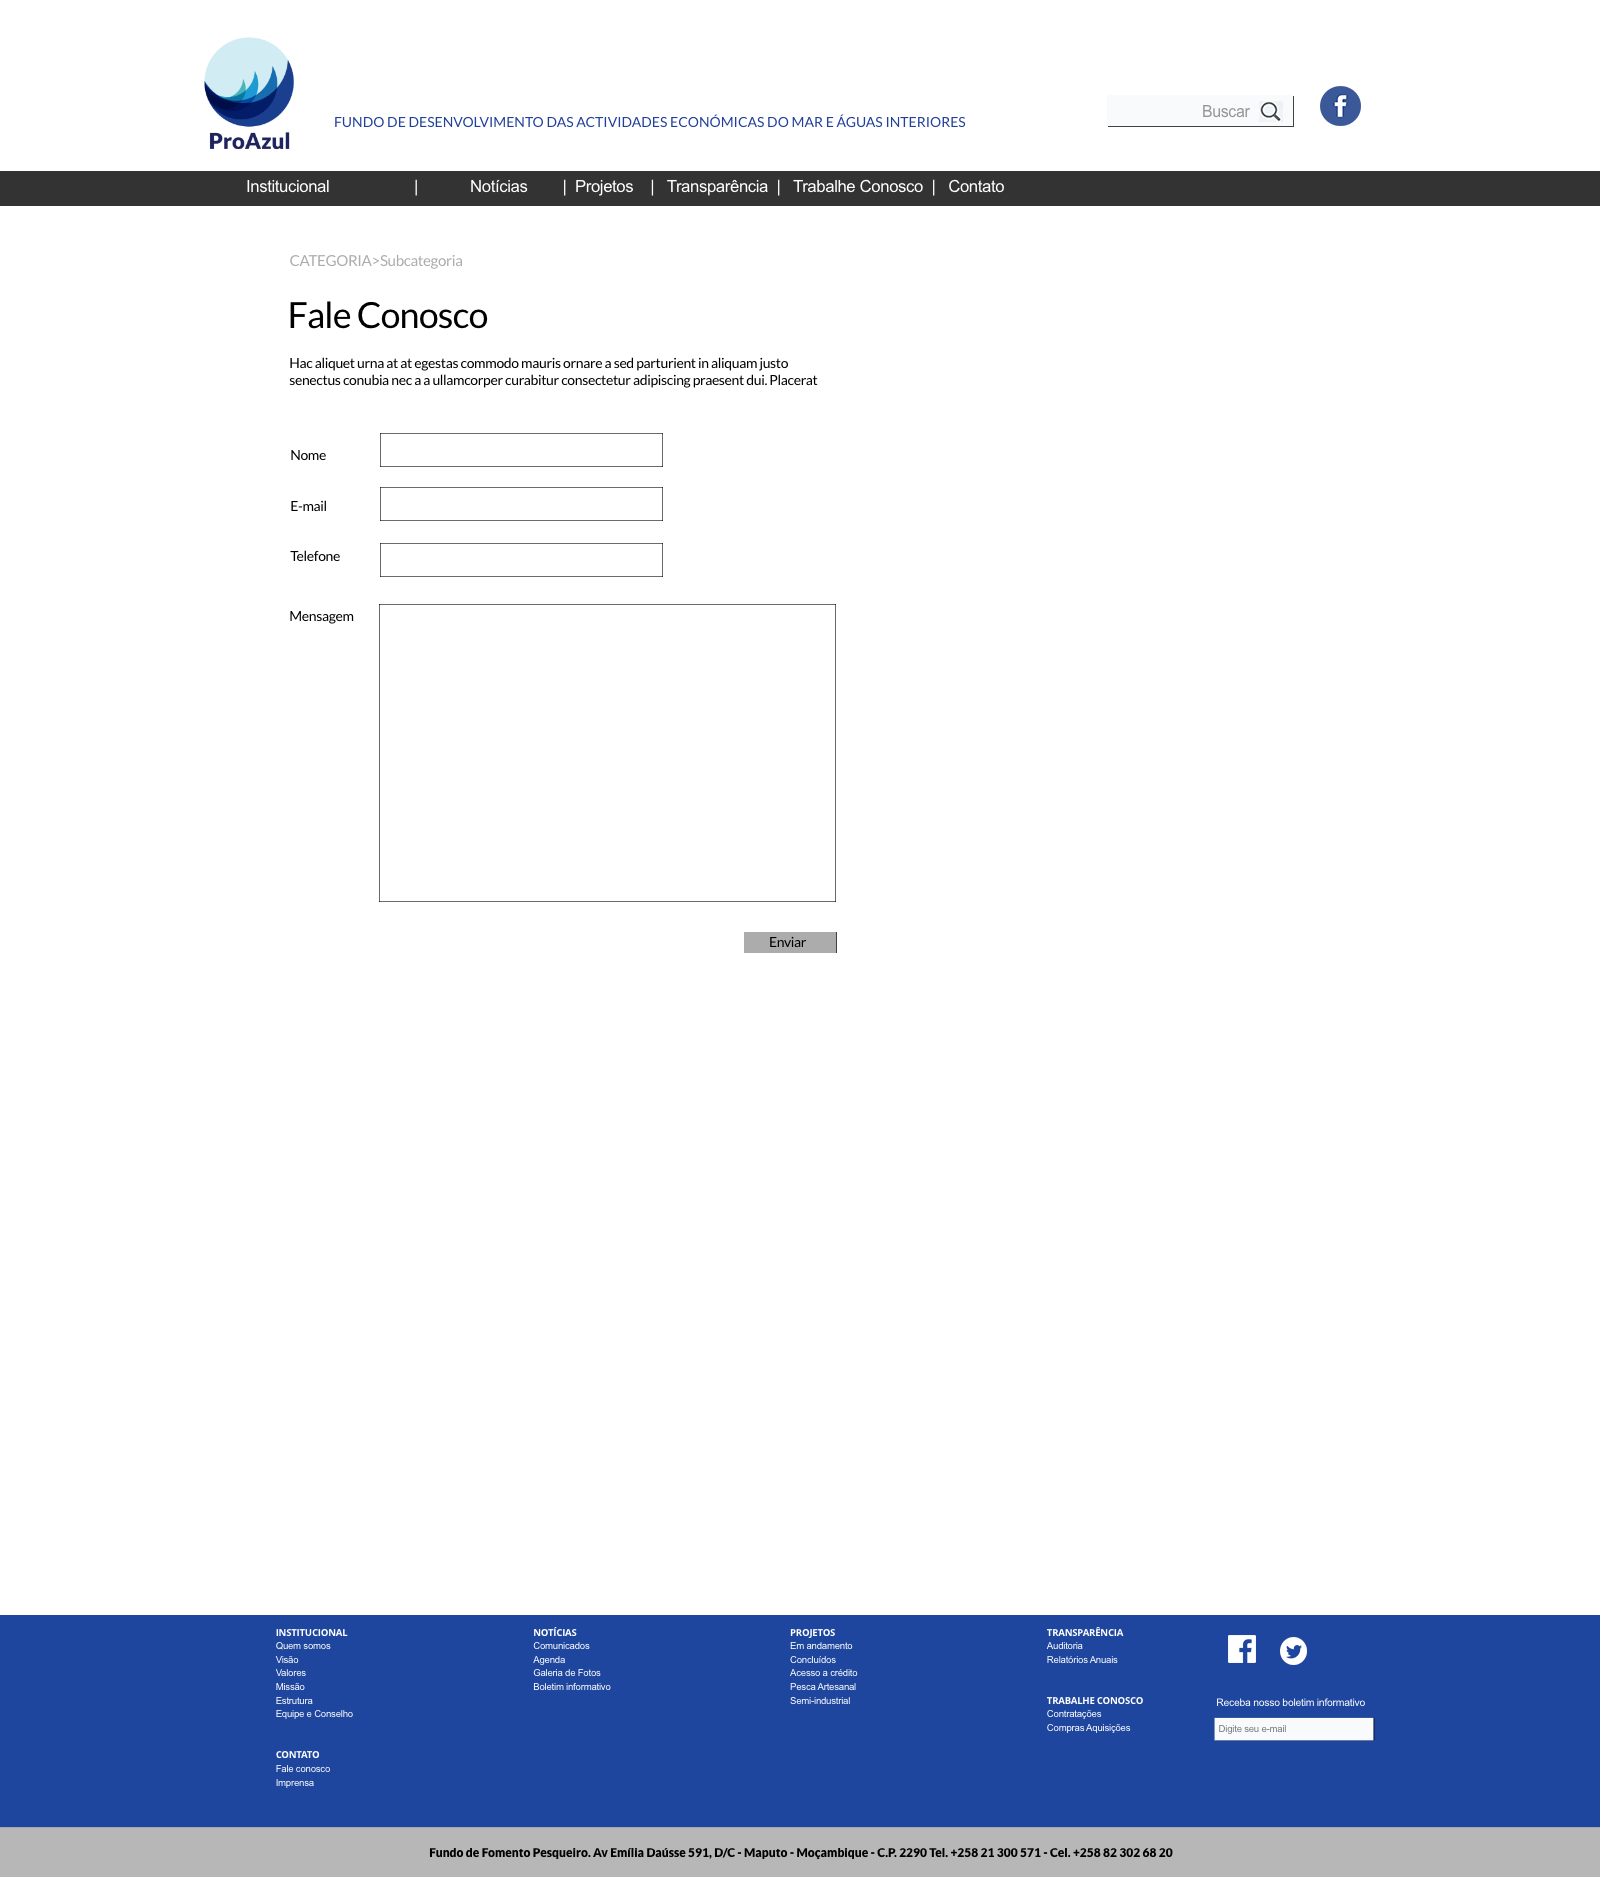 ProAzul
FUNDO DE DESENVOLVIMENTO DAS ACTIVIDADES ECONÓMICAS DO MAR E ÁGUAS INTERIORES
Buscar
Institucional | Notícias | Projetos | Transparência | Trabalhe Conosco | Contato
CATEGORIA>Subcategoria
Fale Conosco
Hac aliquet urna at at egestas commodo mauris ornare a sed parturient in aliquam justo
senectus conubia nec a a ullamcorper curabitur consectetur adipiscing praesent dui. Placerat
Nome
E-mail
Telefone
Mensagem
Enviar
INSTITUCIONAL
Quem somos
Visão
Valores
Missão
Estrutura
Equipe e Conselho
CONTATO
Fale conosco
Imprensa
NOTÍCIAS
Comunicados
Agenda
Galeria de Fotos
Boletim informativo
PROJETOS
Em andamento
Concluídos
Acesso a crédito
Pesca Artesanal
Semi-industrial
TRANSPARÊNCIA
Auditoria
Relatórios Anuais
TRABALHE CONOSCO
Contratações
Compras Aquisições
Receba nosso boletim informativo
Digite seu e-mail
Fundo de Fomento Pesqueiro. Av Emília Daússe 591, D/C - Maputo - Moçambique - C.P. 2290 Tel. +258 21 300 571 - Cel. +258 82 302 68 20